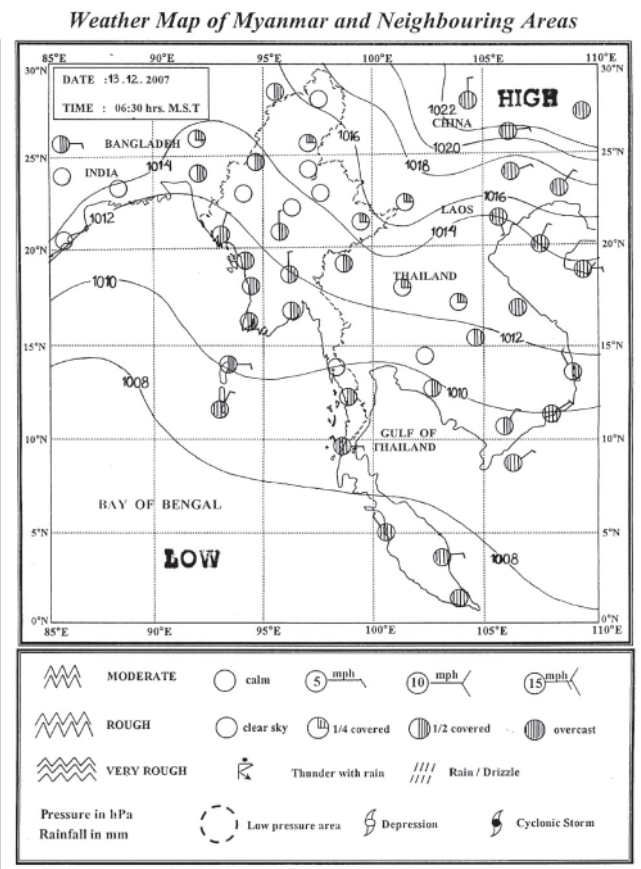 Weather Map of Myanmar and Neighbouring Areas
85°E 90°E 95°E 100°E 105°E 110°E
30°N 30°N
DATE : 13.12. 2007
TIME : 06:30 hrs. M.S.T
HIGH
1022
CHINA
1016
1020
BANGLADEH
25°N 1014 1018 25°N
INDIA
1016
LAOS
1012
1014
20°N 20°N
1010 THAILAND
1012
15°N 15°N
1008 1010
GULF OF
10°N 10°N
THAILAND
BAY OF BENGAL
5°N 5°N
LOW 1008
0°N 0°N
85°E 90°E 95°E 100°E 105°E 110°E
MODERATE calm 5 mph 10 mph 15 mph
ROUGH clear sky 1/4 covered 1/2 covered overcast
VERY ROUGH Thunder with rain Rain / Drizzle
Pressure in hPa
Rainfall in mm
Low pressure area Depression Cyclonic Storm